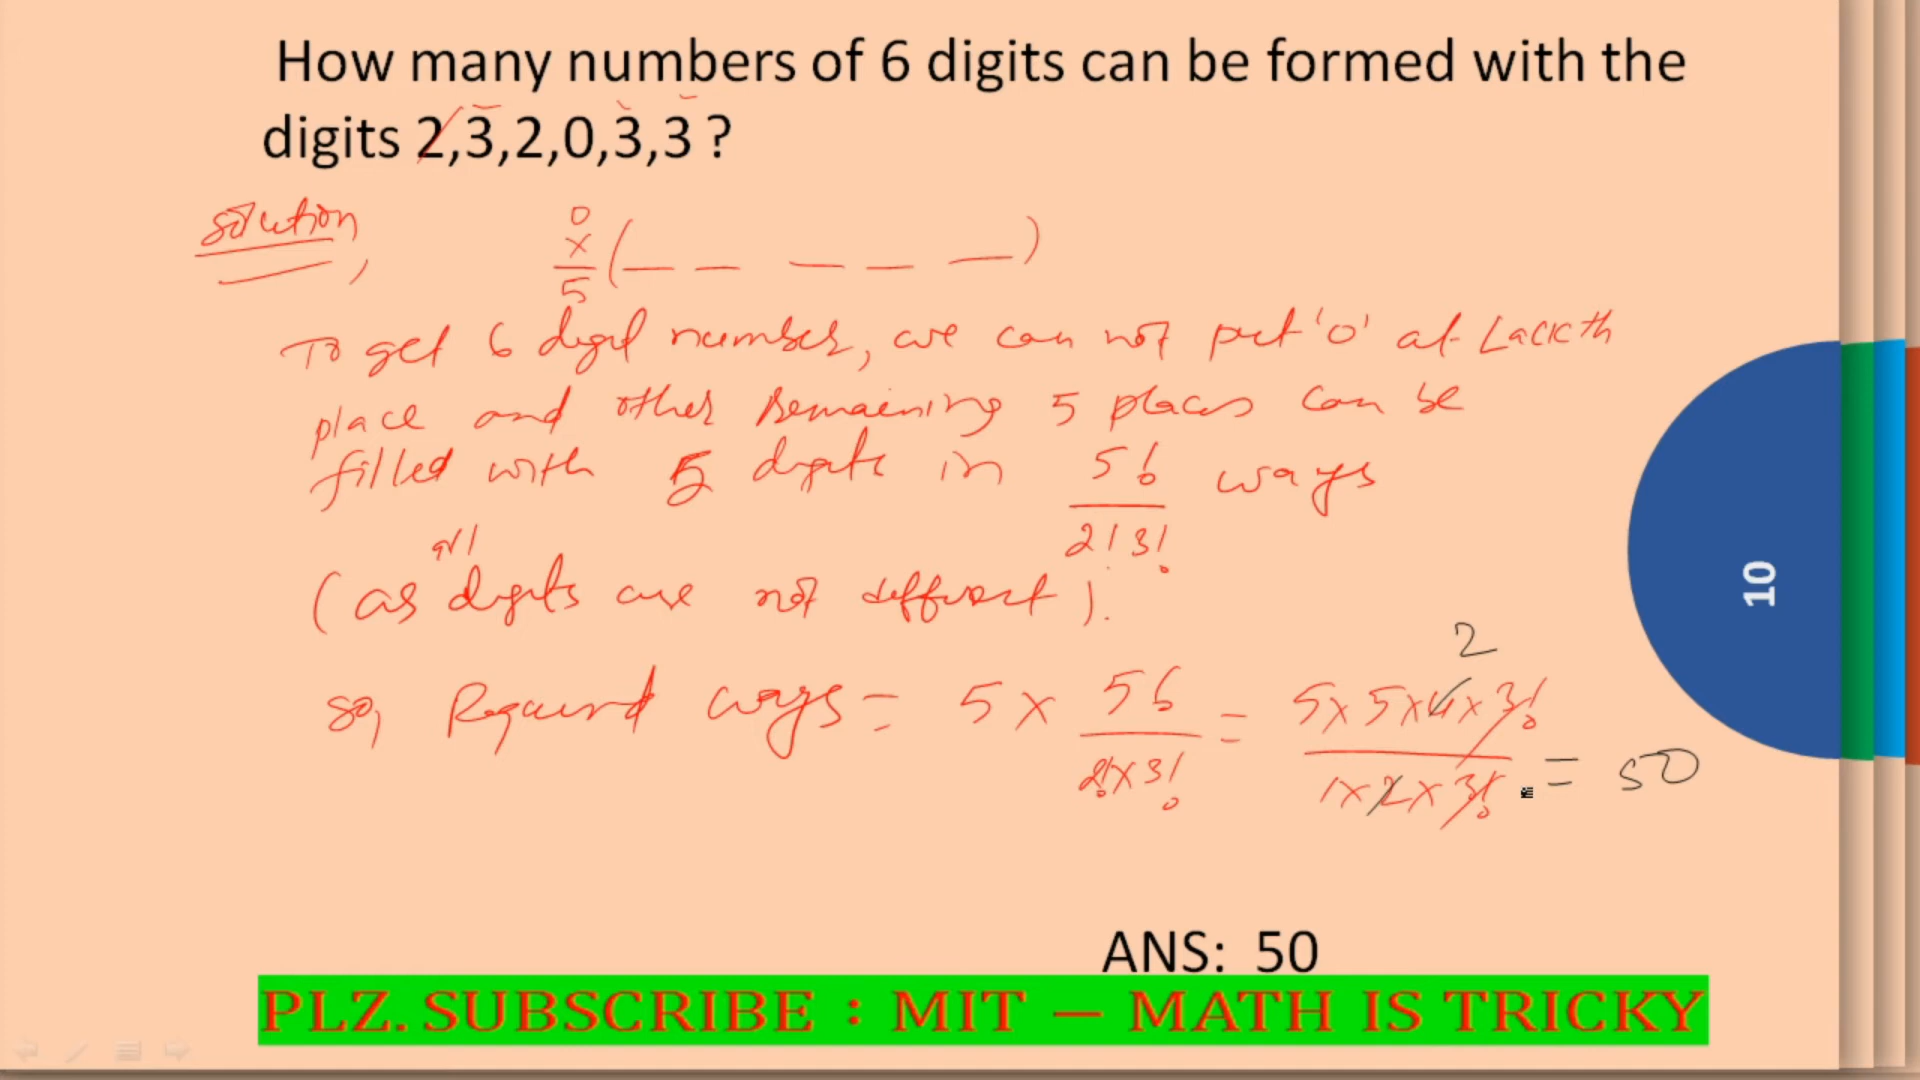 How many numbers of 6 digits can be formed with the
digits 2,3,2,0,3,3 ?
solution,
0
x
5 ( _ _ _ _ _ )
To get 6 digit number, we can not put '0' at Lackth
place and other remaining 5 places can be
filled with 5 digits in 5! / 2! 3! ways
(as all digits are not different).
so, Required ways = 5 x 5! / 2! x 3! = 5 x 5 x 4 x 3! / 1 x 2 x 3! = 50
2
ANS: 50
PLZ. SUBSCRIBE : MIT – MATH IS TRICKY
10